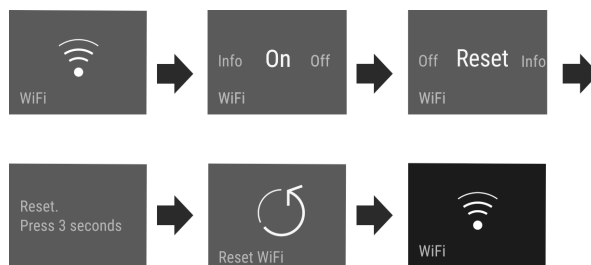 WiFi
Info On Off
WiFi
Off Reset Info
WiFi
Reset.
Press 3 seconds
Reset WiFi
WiFi